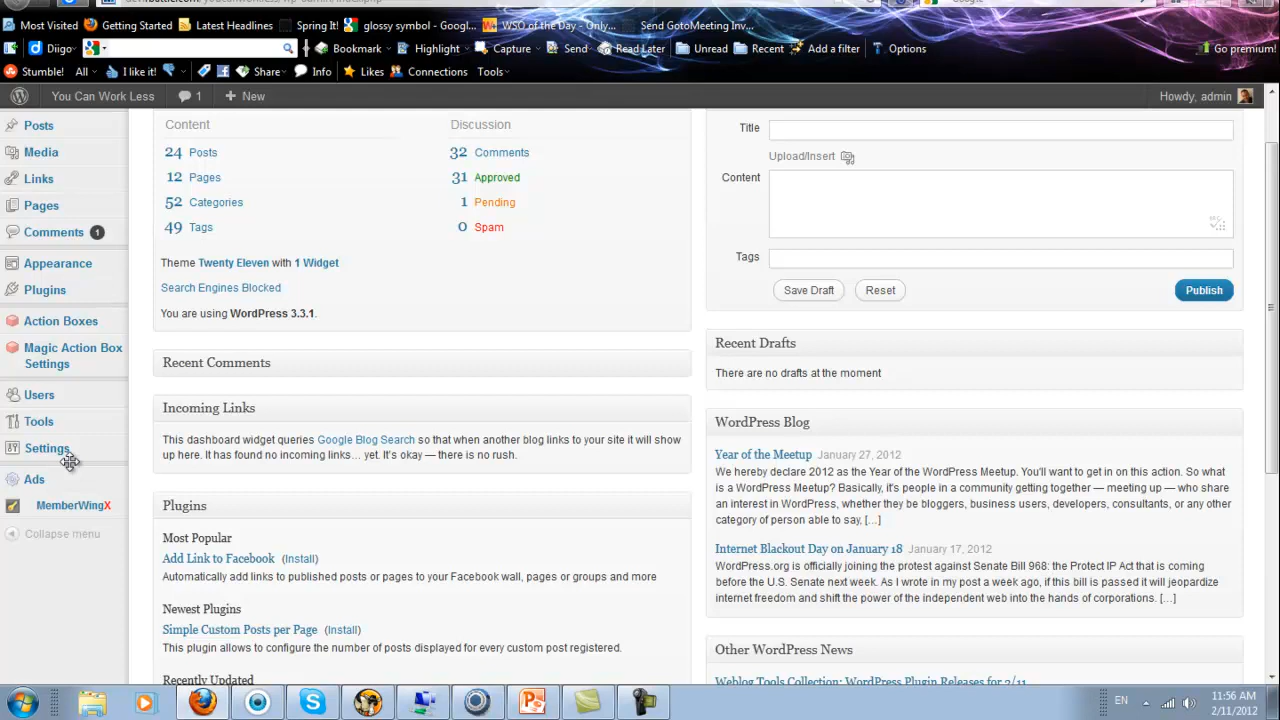 Most Visited
Getting Started
Latest Headlines
Spring It!
glossy symbol - Googl...
WSO of the Day - Only...
Send GotoMeeting Inv...
Diigo
Bookmark
Highlight
Capture
Send
Read Later
Unread
Recent
Add a filter
Options
Go premium!
Stumble!
All
I like it!
Share
Info
Likes
Connections
Tools
You Can Work Less
1
New
Howdy, admin
Posts
Media
Links
Pages
Comments 1
Appearance
Plugins
Action Boxes
Magic Action Box
Settings
Users
Tools
Settings
Ads
MemberWingX
Collapse menu
Content
24 Posts
12 Pages
52 Categories
49 Tags
Discussion
32 Comments
31 Approved
1 Pending
0 Spam
Theme Twenty Eleven with 1 Widget
Search Engines Blocked
You are using WordPress 3.3.1.
Recent Comments
Incoming Links
This dashboard widget queries Google Blog Search so that when another blog links to your site it will show
up here. It has found no incoming links… yet. It's okay — there is no rush.
Plugins
Most Popular
Add Link to Facebook (Install)
Automatically add links to published posts or pages to your Facebook wall, pages or groups and more
Newest Plugins
Simple Custom Posts per Page (Install)
This plugin allows to configure the number of posts displayed for every custom post registered.
Recently Updated
Title
Upload/Insert
Content
Tags
Save Draft
Reset
Publish
Recent Drafts
There are no drafts at the moment
WordPress Blog
Year of the Meetup January 27, 2012
We hereby declare 2012 as the Year of the WordPress Meetup. You'll want to get in on this action. So what
is a WordPress Meetup? Basically, it's people in a community getting together — meeting up — who share
an interest in WordPress, whether they be bloggers, business users, developers, consultants, or any other
category of person able to say, […]
Internet Blackout Day on January 18 January 17, 2012
WordPress.org is officially joining the protest against Senate Bill 968: the Protect IP Act that is coming
before the U.S. Senate next week. As I wrote in my post a week ago, if this bill is passed it will jeopardize
internet freedom and shift the power of the independent web into the hands of corporations. […]
Other WordPress News
Weblog Tools Collection: WordPress Plugin Releases for 2/11
EN
11:56 AM
2/11/2012